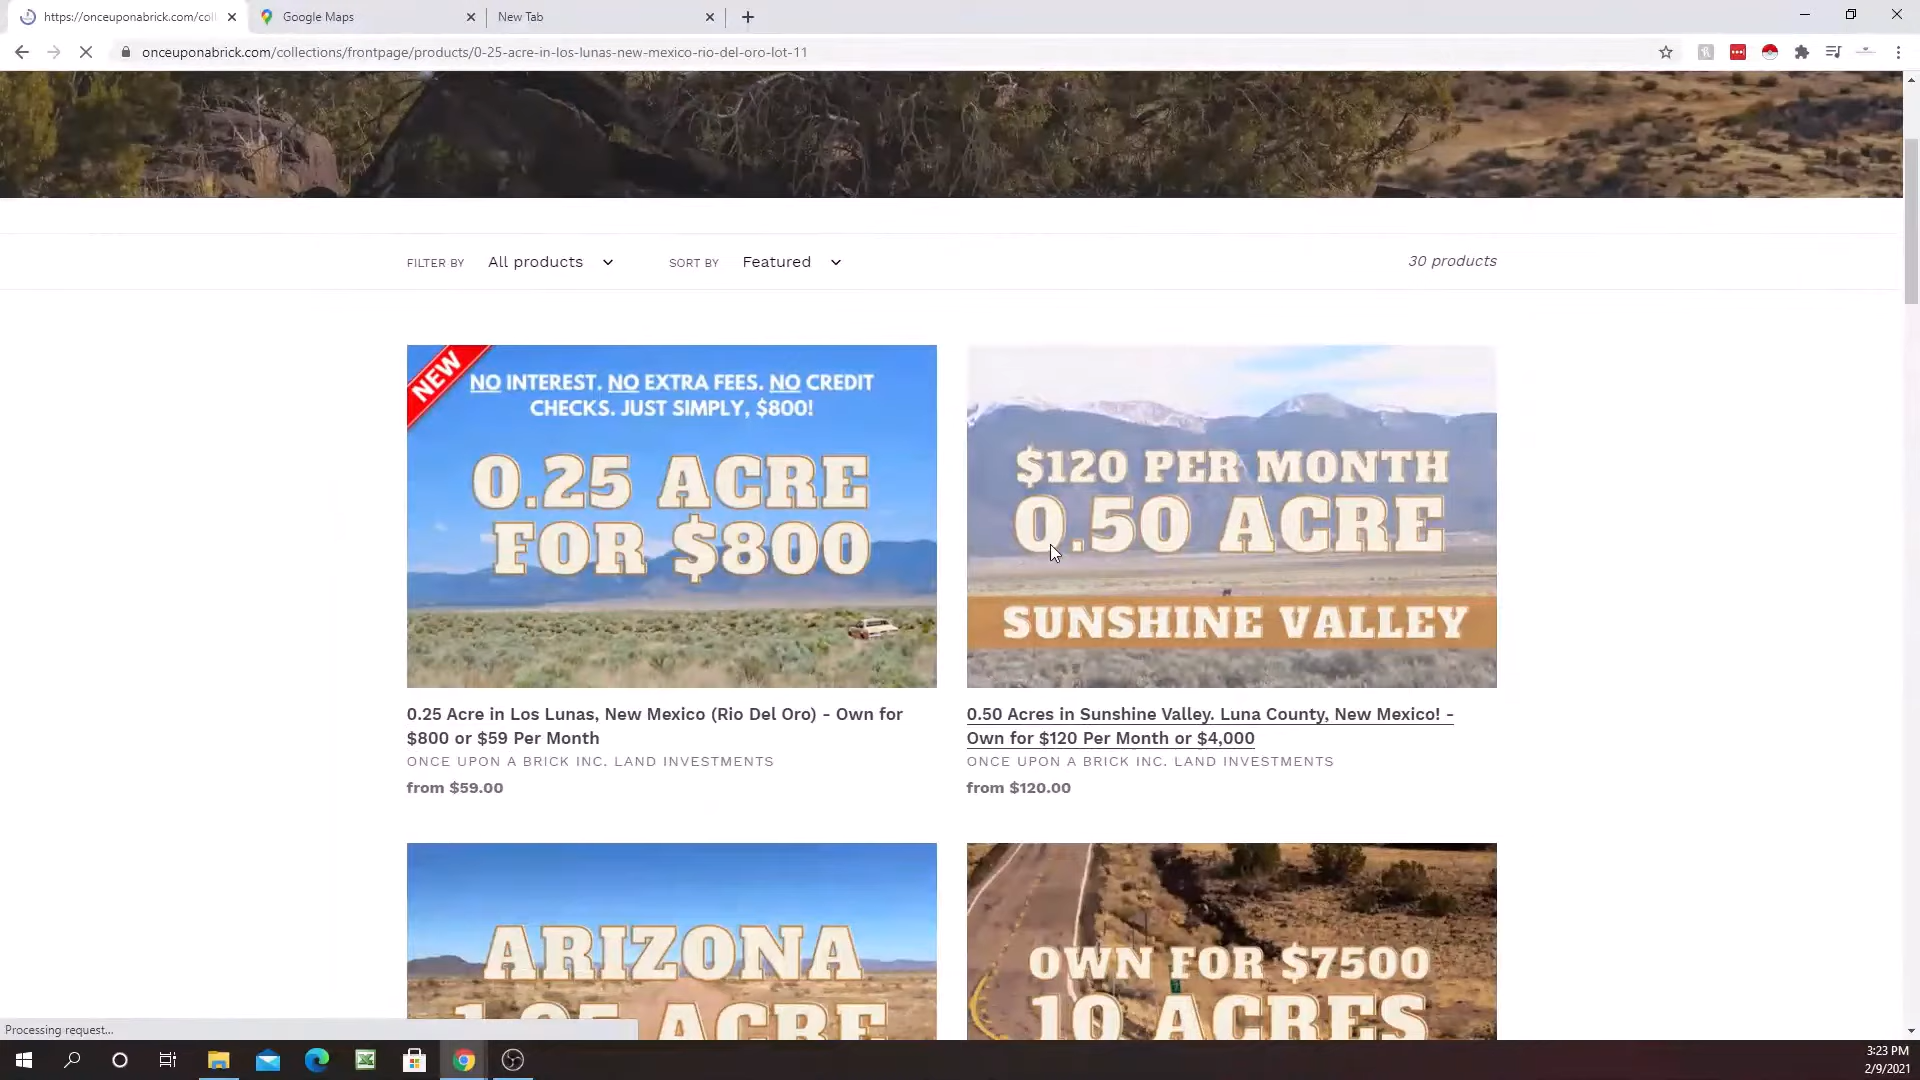 https://onceuponabrick.com/coll
Google Maps
New Tab
onceuponabrick.com/collections/frontpage/products/0-25-acre-in-los-lunas-new-mexico-rio-del-oro-lot-11
FILTER BY All products SORT BY Featured 30 products
NEW
NO INTEREST. NO EXTRA FEES. NO CREDIT
CHECKS. JUST SIMPLY, $800!
0.25 ACRE
FOR $800
$120 PER MONTH
0.50 ACRE
SUNSHINE VALLEY
0.25 Acre in Los Lunas, New Mexico (Rio Del Oro) - Own for
$800 or $59 Per Month
ONCE UPON A BRICK INC. LAND INVESTMENTS
from $59.00
0.50 Acres in Sunshine Valley. Luna County, New Mexico! -
Own for $120 Per Month or $4,000
ONCE UPON A BRICK INC. LAND INVESTMENTS
from $120.00
ARIZONA
OWN FOR $7500
10 ACRES
Processing request...
3:23 PM
2/9/2021